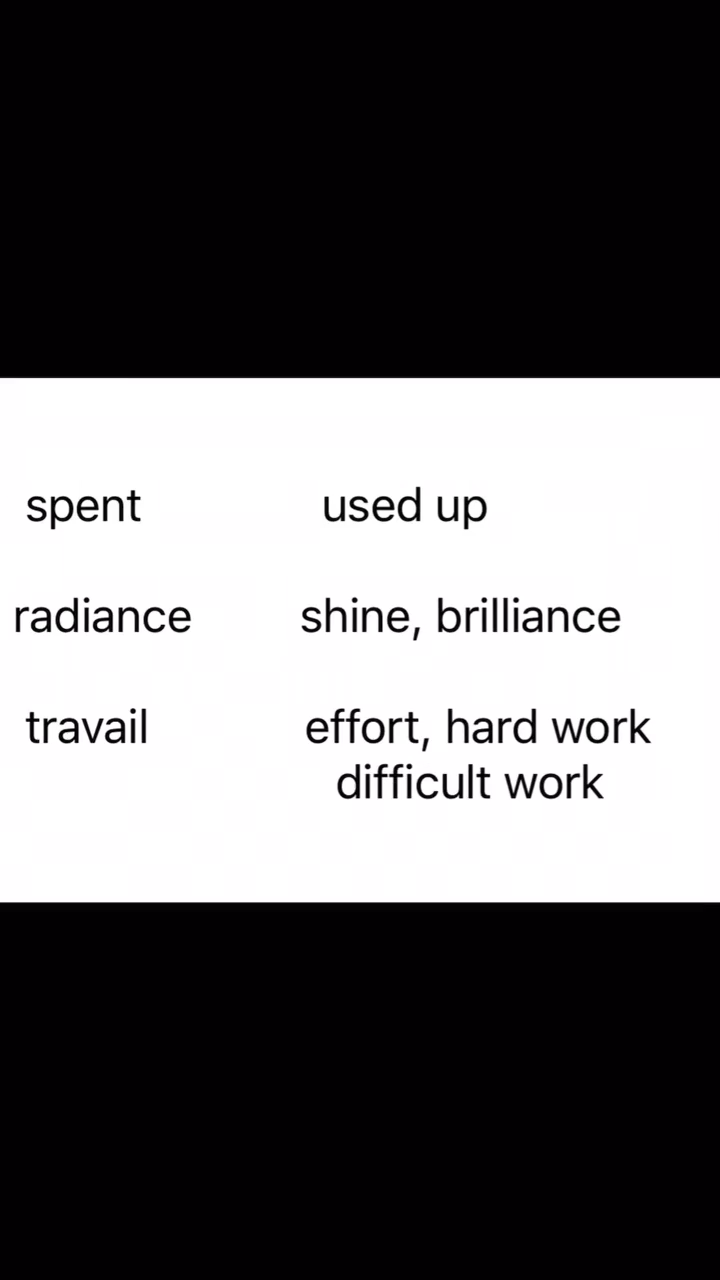 spent used up
radiance shine, brilliance
travail effort, hard work
difficult work